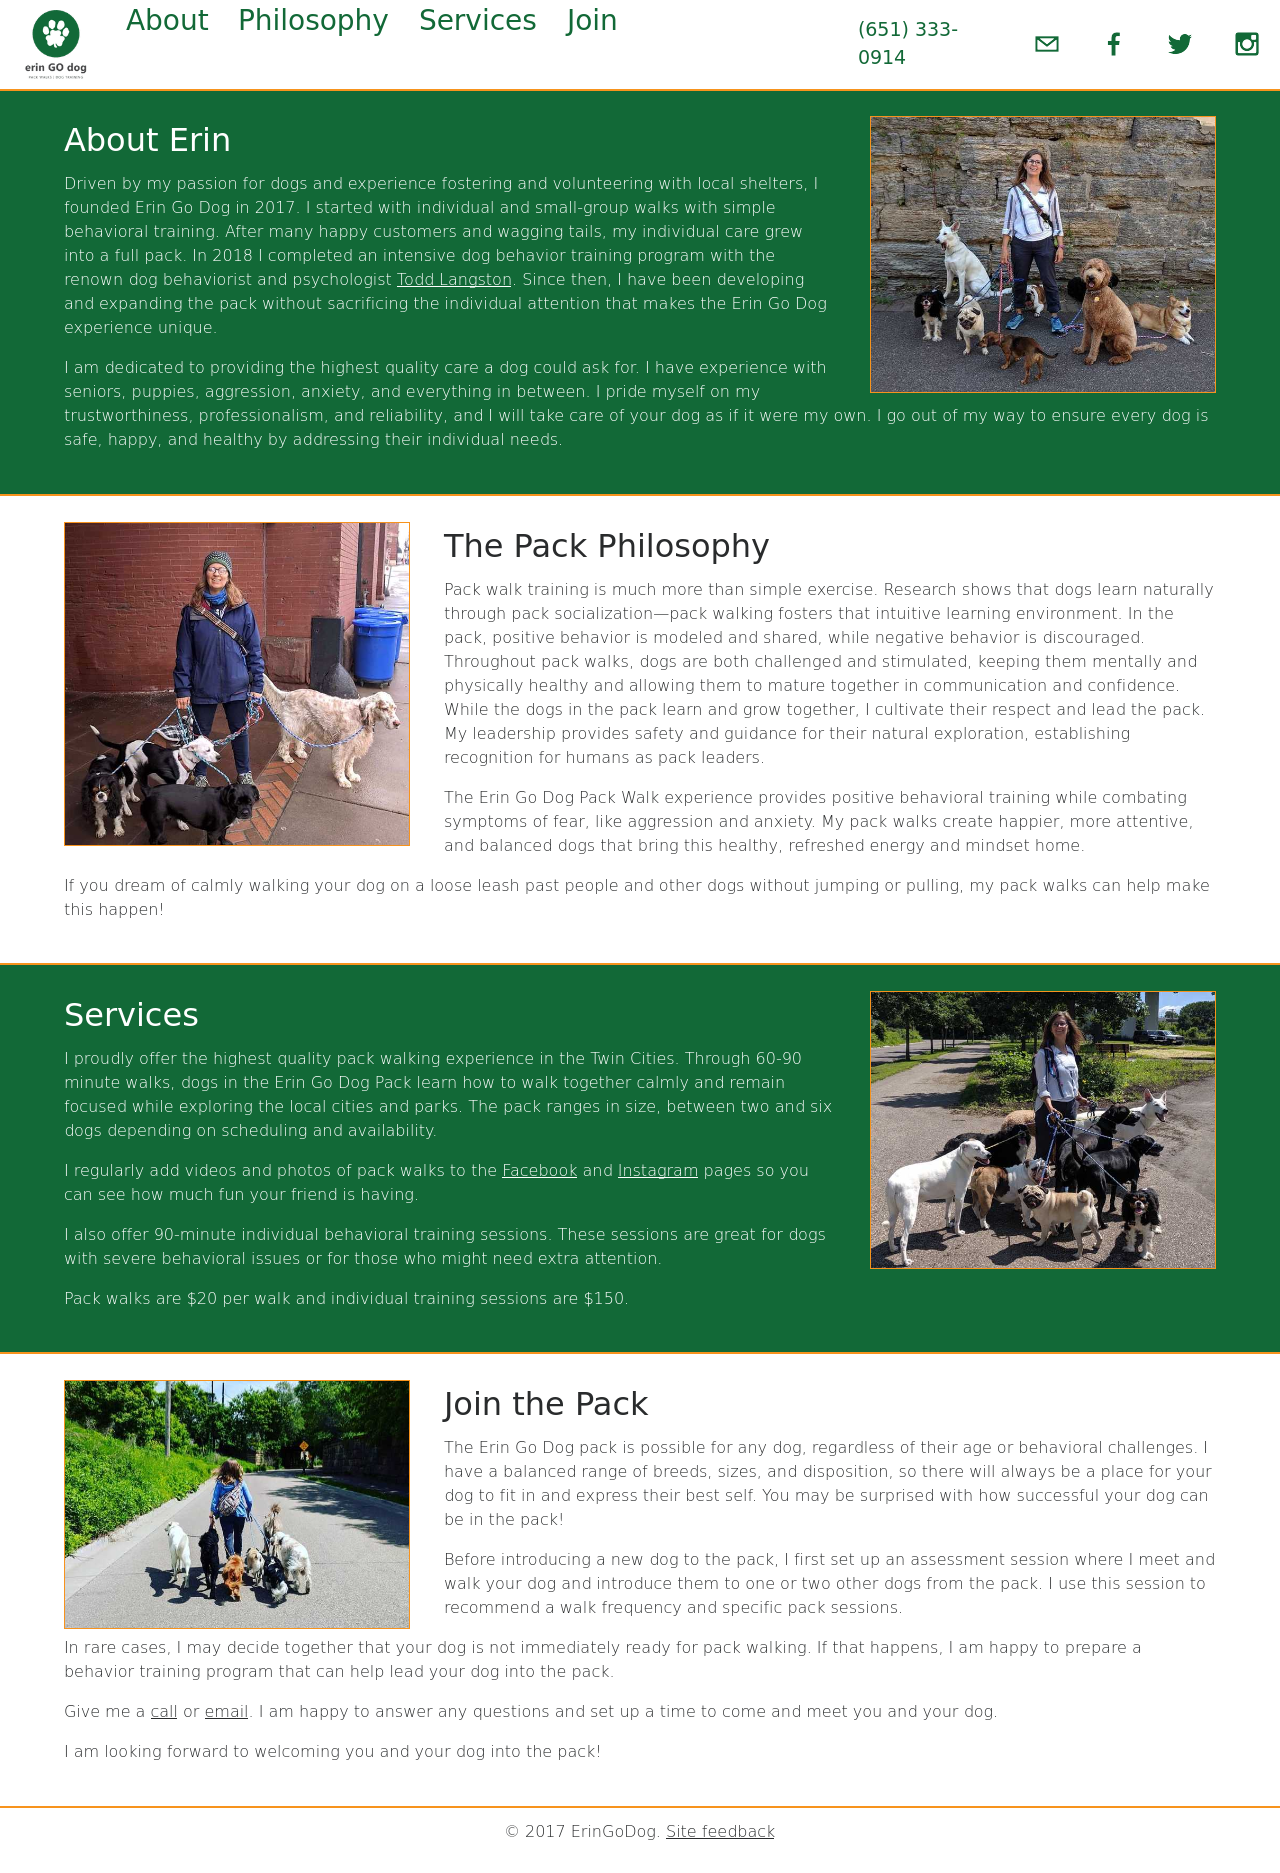 erin GO dog
PACK WALKS | DOG TRAINING
About Philosophy Services Join
(651) 333-
0914
About Erin
Driven by my passion for dogs and experience fostering and volunteering with local shelters, I
founded Erin Go Dog in 2017. I started with individual and small-group walks with simple
behavioral training. After many happy customers and wagging tails, my individual care grew
into a full pack. In 2018 I completed an intensive dog behavior training program with the
renown dog behaviorist and psychologist Todd Langston. Since then, I have been developing
and expanding the pack without sacrificing the individual attention that makes the Erin Go Dog
experience unique.
I am dedicated to providing the highest quality care a dog could ask for. I have experience with
seniors, puppies, aggression, anxiety, and everything in between. I pride myself on my
trustworthiness, professionalism, and reliability, and I will take care of your dog as if it were my own. I go out of my way to ensure every dog is
safe, happy, and healthy by addressing their individual needs.
The Pack Philosophy
Pack walk training is much more than simple exercise. Research shows that dogs learn naturally
through pack socialization—pack walking fosters that intuitive learning environment. In the
pack, positive behavior is modeled and shared, while negative behavior is discouraged.
Throughout pack walks, dogs are both challenged and stimulated, keeping them mentally and
physically healthy and allowing them to mature together in communication and confidence.
While the dogs in the pack learn and grow together, I cultivate their respect and lead the pack.
My leadership provides safety and guidance for their natural exploration, establishing
recognition for humans as pack leaders.
The Erin Go Dog Pack Walk experience provides positive behavioral training while combating
symptoms of fear, like aggression and anxiety. My pack walks create happier, more attentive,
and balanced dogs that bring this healthy, refreshed energy and mindset home.
If you dream of calmly walking your dog on a loose leash past people and other dogs without jumping or pulling, my pack walks can help make
this happen!
Services
I proudly offer the highest quality pack walking experience in the Twin Cities. Through 60-90
minute walks, dogs in the Erin Go Dog Pack learn how to walk together calmly and remain
focused while exploring the local cities and parks. The pack ranges in size, between two and six
dogs depending on scheduling and availability.
I regularly add videos and photos of pack walks to the Facebook and Instagram pages so you
can see how much fun your friend is having.
I also offer 90-minute individual behavioral training sessions. These sessions are great for dogs
with severe behavioral issues or for those who might need extra attention.
Pack walks are $20 per walk and individual training sessions are $150.
Join the Pack
The Erin Go Dog pack is possible for any dog, regardless of their age or behavioral challenges. I
have a balanced range of breeds, sizes, and disposition, so there will always be a place for your
dog to fit in and express their best self. You may be surprised with how successful your dog can
be in the pack!
Before introducing a new dog to the pack, I first set up an assessment session where I meet and
walk your dog and introduce them to one or two other dogs from the pack. I use this session to
recommend a walk frequency and specific pack sessions.
In rare cases, I may decide together that your dog is not immediately ready for pack walking. If that happens, I am happy to prepare a
behavior training program that can help lead your dog into the pack.
Give me a call or email. I am happy to answer any questions and set up a time to come and meet you and your dog.
I am looking forward to welcoming you and your dog into the pack!
© 2017 ErinGoDog. Site feedback